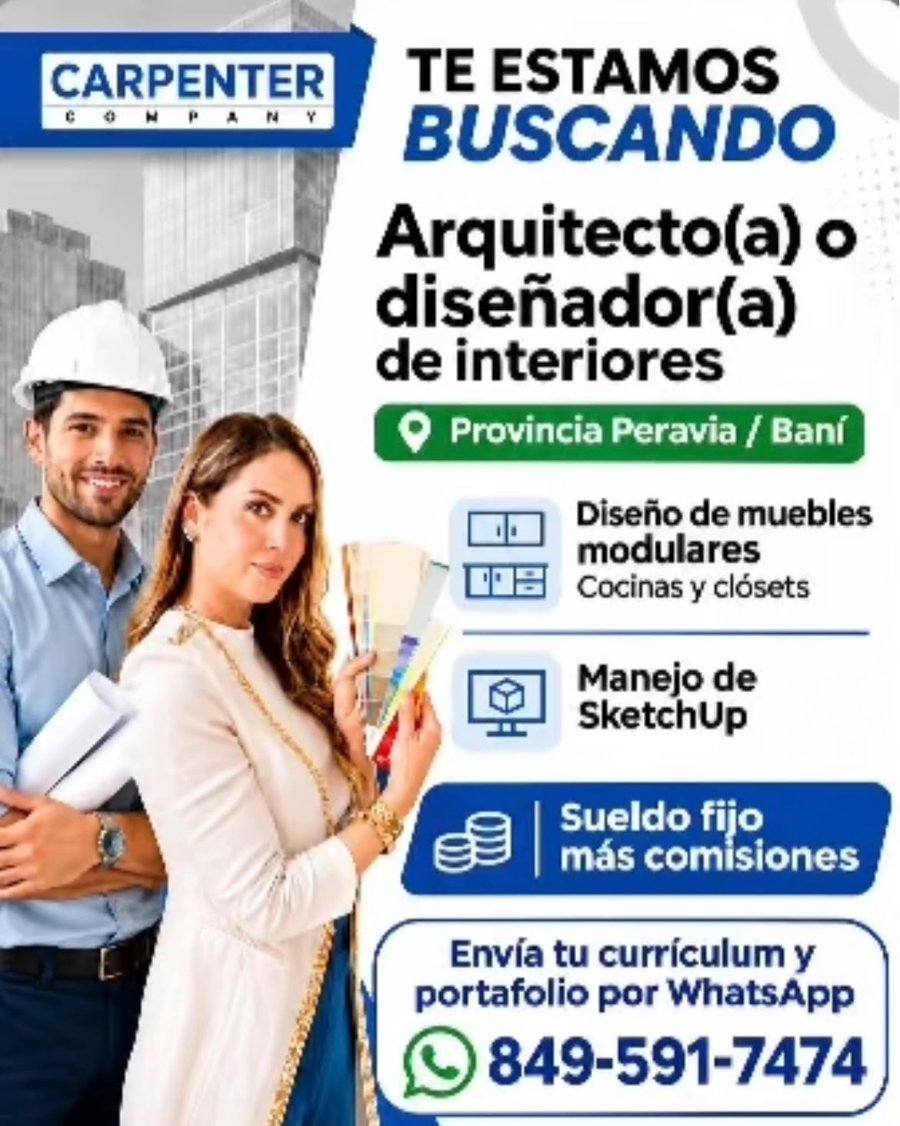 CARPENTER
COMPANY
TE ESTAMOS
BUSCANDO
Arquitecto(a) o
diseñador(a)
de interiores
Provincia Peravia / Baní
Diseño de muebles
modulares
Cocinas y clósets
Manejo de
SketchUp
Sueldo fijo
más comisiones
Envía tu currículum y
portafolio por WhatsApp
849-591-7474